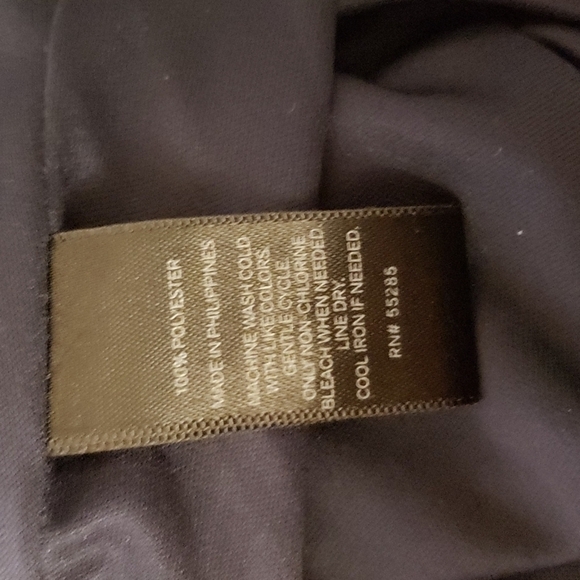 100% POLYESTER
MADE IN PHILIPPINES
MACHINE WASH COLD
WITH LIKE COLORS.
GENTLE CYCLE.
ONLY NON-CHLORINE
BLEACH WHEN NEEDED.
LINE DRY.
COOL IRON IF NEEDED.
RN# 55285